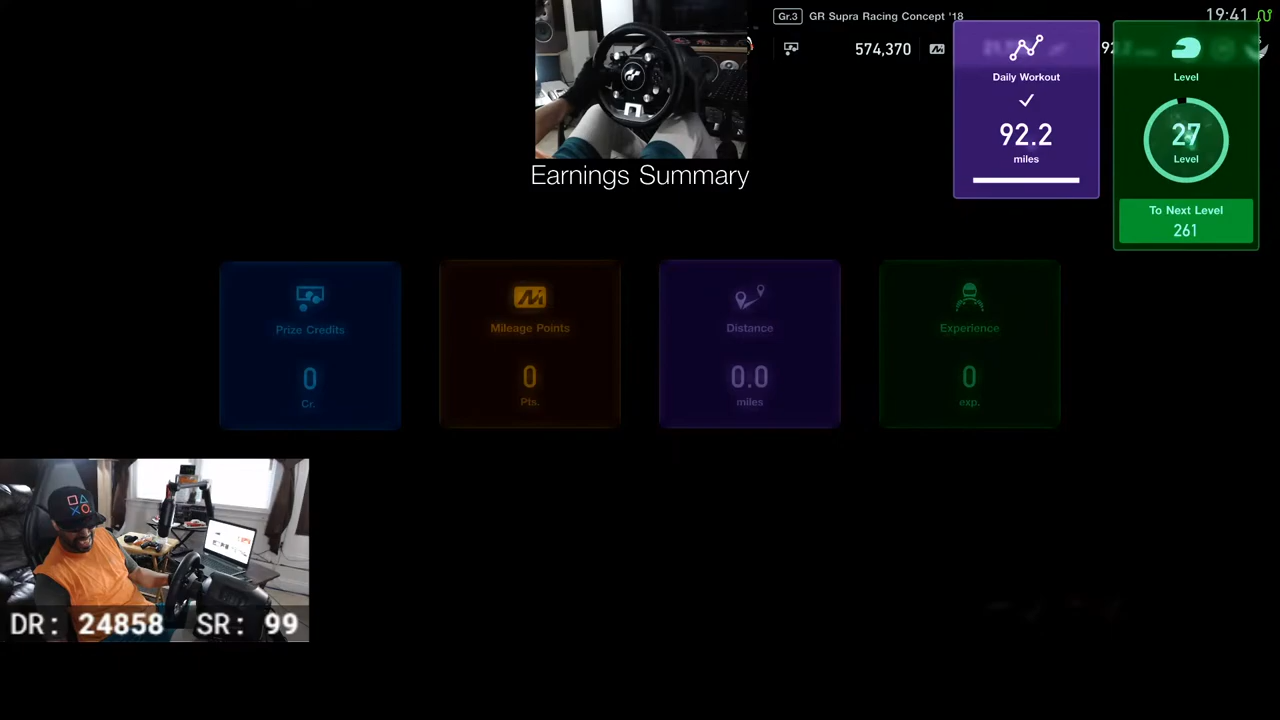 Gr.3 GR Supra Racing Concept '18
19:41
574,370
Daily Workout
92.2
miles
Level
27
Level
To Next Level
261
Earnings Summary
Prize Credits
0
Cr.
Mileage Points
0
Pts.
Distance
0.0
miles
Experience
0
exp.
DR: 24858 SR: 99